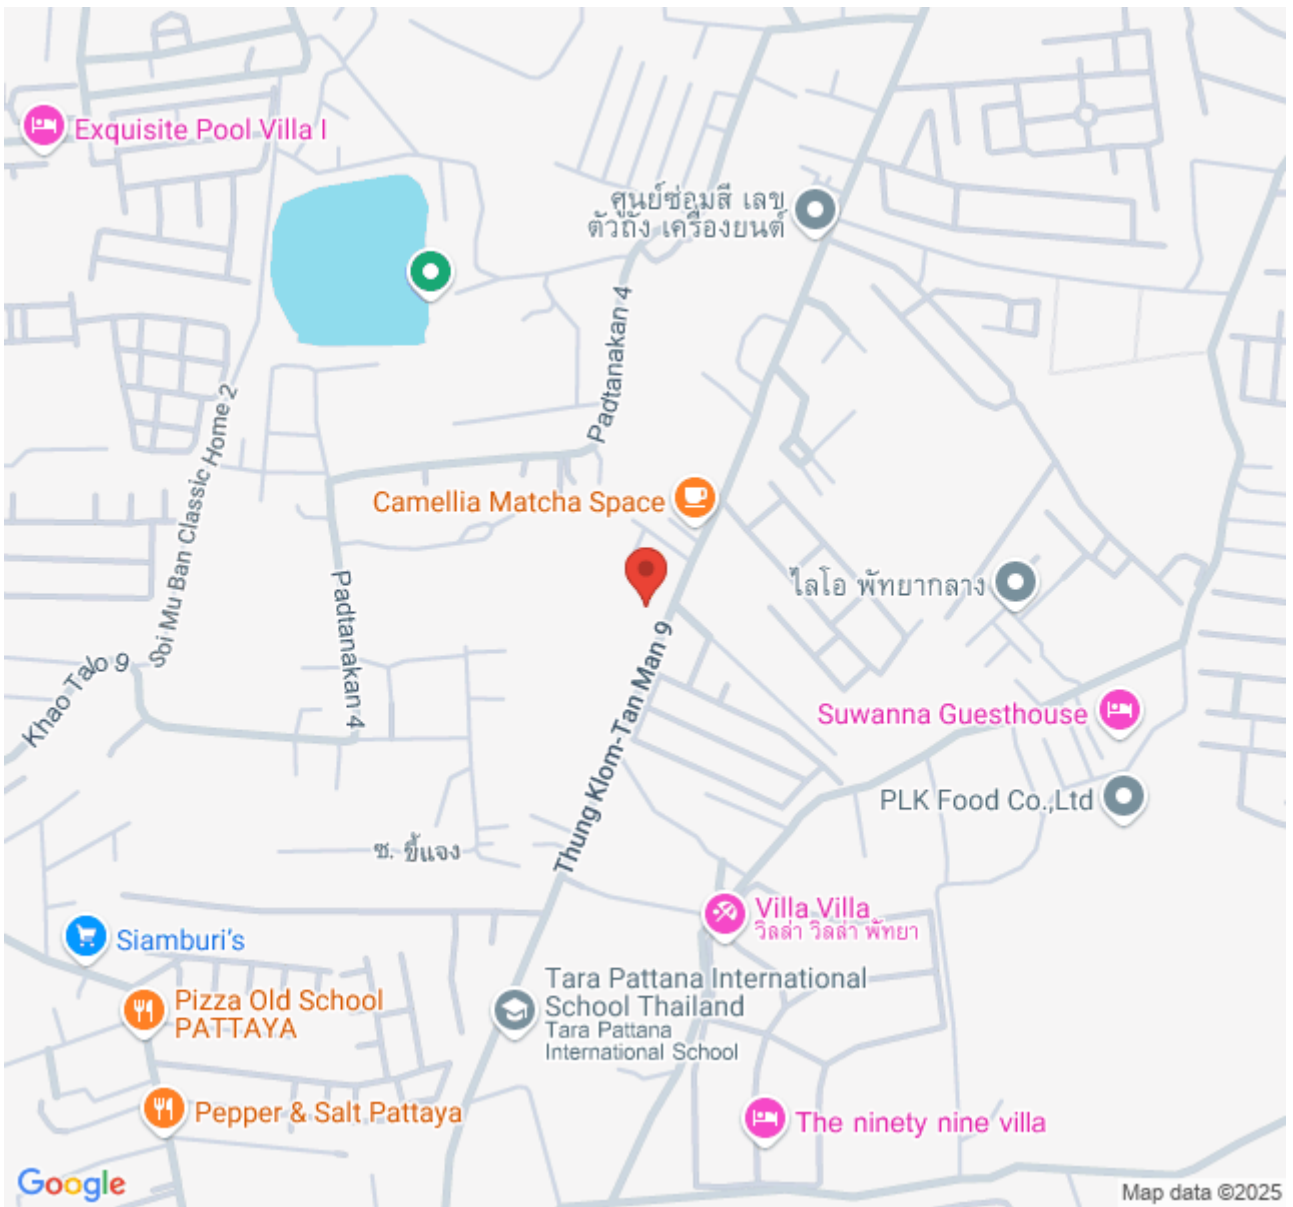 Exquisite Pool Villa I
ศูนย์ซ่อมสี เลข
ตัวถัง เครื่องยนต์
Padtanakan 4
Soi Mu Ban Classic Home 2
Camellia Matcha Space
Padtanakan 4
ไลโอ พัทยากลาง
Khao Talo 9
Thung Klom-Tan Man 9
Suwanna Guesthouse
PLK Food Co.,Ltd
ซ. ขี้แจง
Villa Villa
วิลล่า วิลล่า พัทยา
Siamburi's
Tara Pattana International
School Thailand
Tara Pattana
International School
Pizza Old School
PATTAYA
Pepper & Salt Pattaya
The ninety nine villa
Google
Map data ©2025